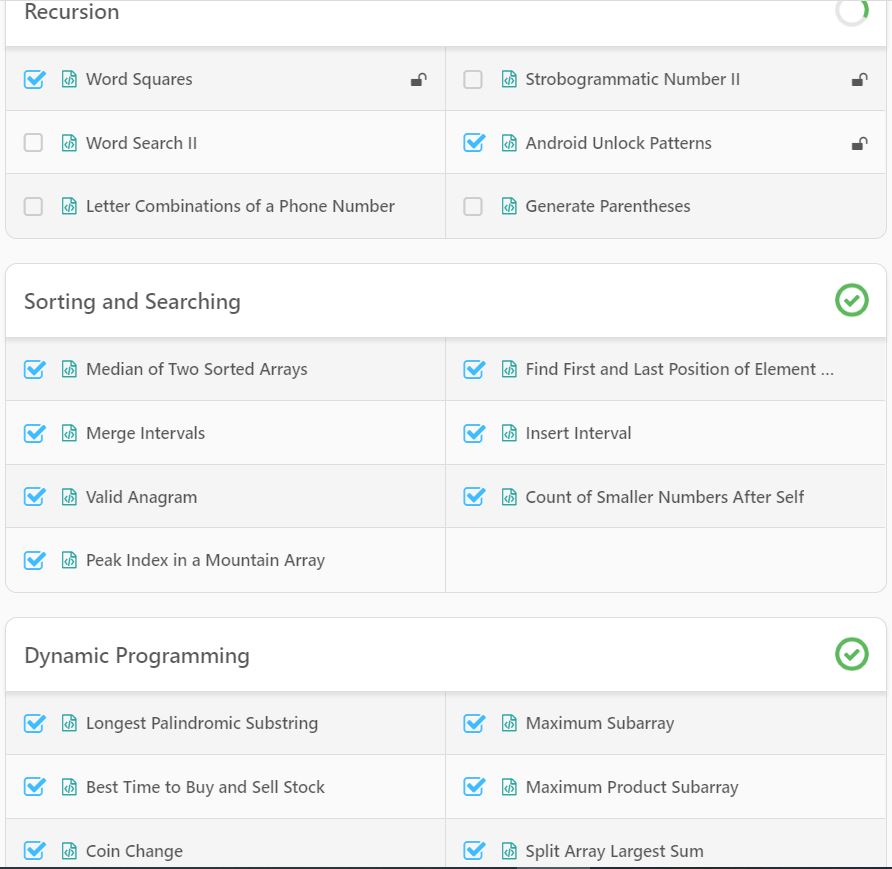 Recursion
Word Squares
Strobogrammatic Number II
Word Search II
Android Unlock Patterns
Letter Combinations of a Phone Number
Generate Parentheses
Sorting and Searching
Median of Two Sorted Arrays
Find First and Last Position of Element ...
Merge Intervals
Insert Interval
Valid Anagram
Count of Smaller Numbers After Self
Peak Index in a Mountain Array
Dynamic Programming
Longest Palindromic Substring
Maximum Subarray
Best Time to Buy and Sell Stock
Maximum Product Subarray
Coin Change
Split Array Largest Sum